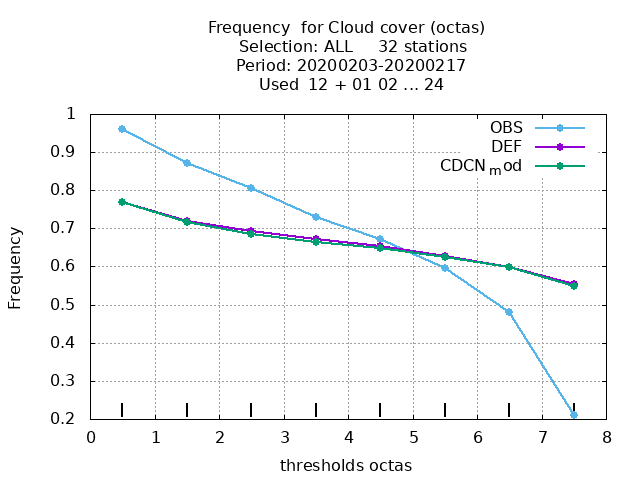 Frequency  for Cloud cover (octas)
Selection: ALL     32 stations
Period: 20200203-20200217
Used  12 + 01 02 ... 24
OBS
DEF
CDCNmod
1
0.9
0.8
0.7
0.6
0.5
0.4
0.3
0.2
Frequency
0 1 2 3 4 5 6 7 8
thresholds octas